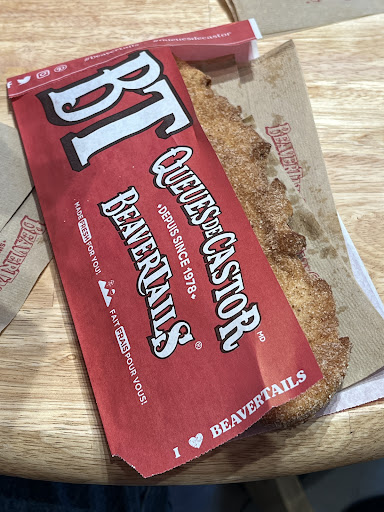 #beavertails #queuesdecastor
BT
QUEUES DE CASTOR MD
DEPUIS SINCE 1978
BEAVERTAILS ®
MADE FRESH FOR YOU!
FAIT FRAIS POUR VOUS!
I ♥ BEAVERTAILS